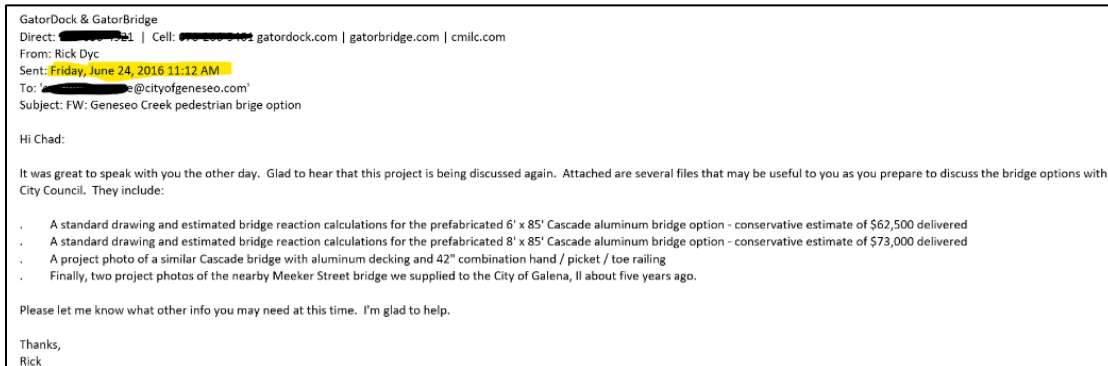 GatorDock & GatorBridge
Direct: 21 | Cell: gatordock.com | gatorbridge.com | cmilc.com
From: Rick Dyc
Sent: Friday, June 24, 2016 11:12 AM
To: 'e@cityofgeneseo.com'
Subject: FW: Geneseo Creek pedestrian brige option
Hi Chad:
It was great to speak with you the other day. Glad to hear that this project is being discussed again. Attached are several files that may be useful to you as you prepare to discuss the bridge options with
City Council. They include:
. A standard drawing and estimated bridge reaction calculations for the prefabricated 6' x 85' Cascade aluminum bridge option - conservative estimate of $62,500 delivered
. A standard drawing and estimated bridge reaction calculations for the prefabricated 8' x 85' Cascade aluminum bridge option - conservative estimate of $73,000 delivered
. A project photo of a similar Cascade bridge with aluminum decking and 42" combination hand / picket / toe railing
. Finally, two project photos of the nearby Meeker Street bridge we supplied to the City of Galena, Il about five years ago.
Please let me know what other info you may need at this time. I'm glad to help.
Thanks,
Rick